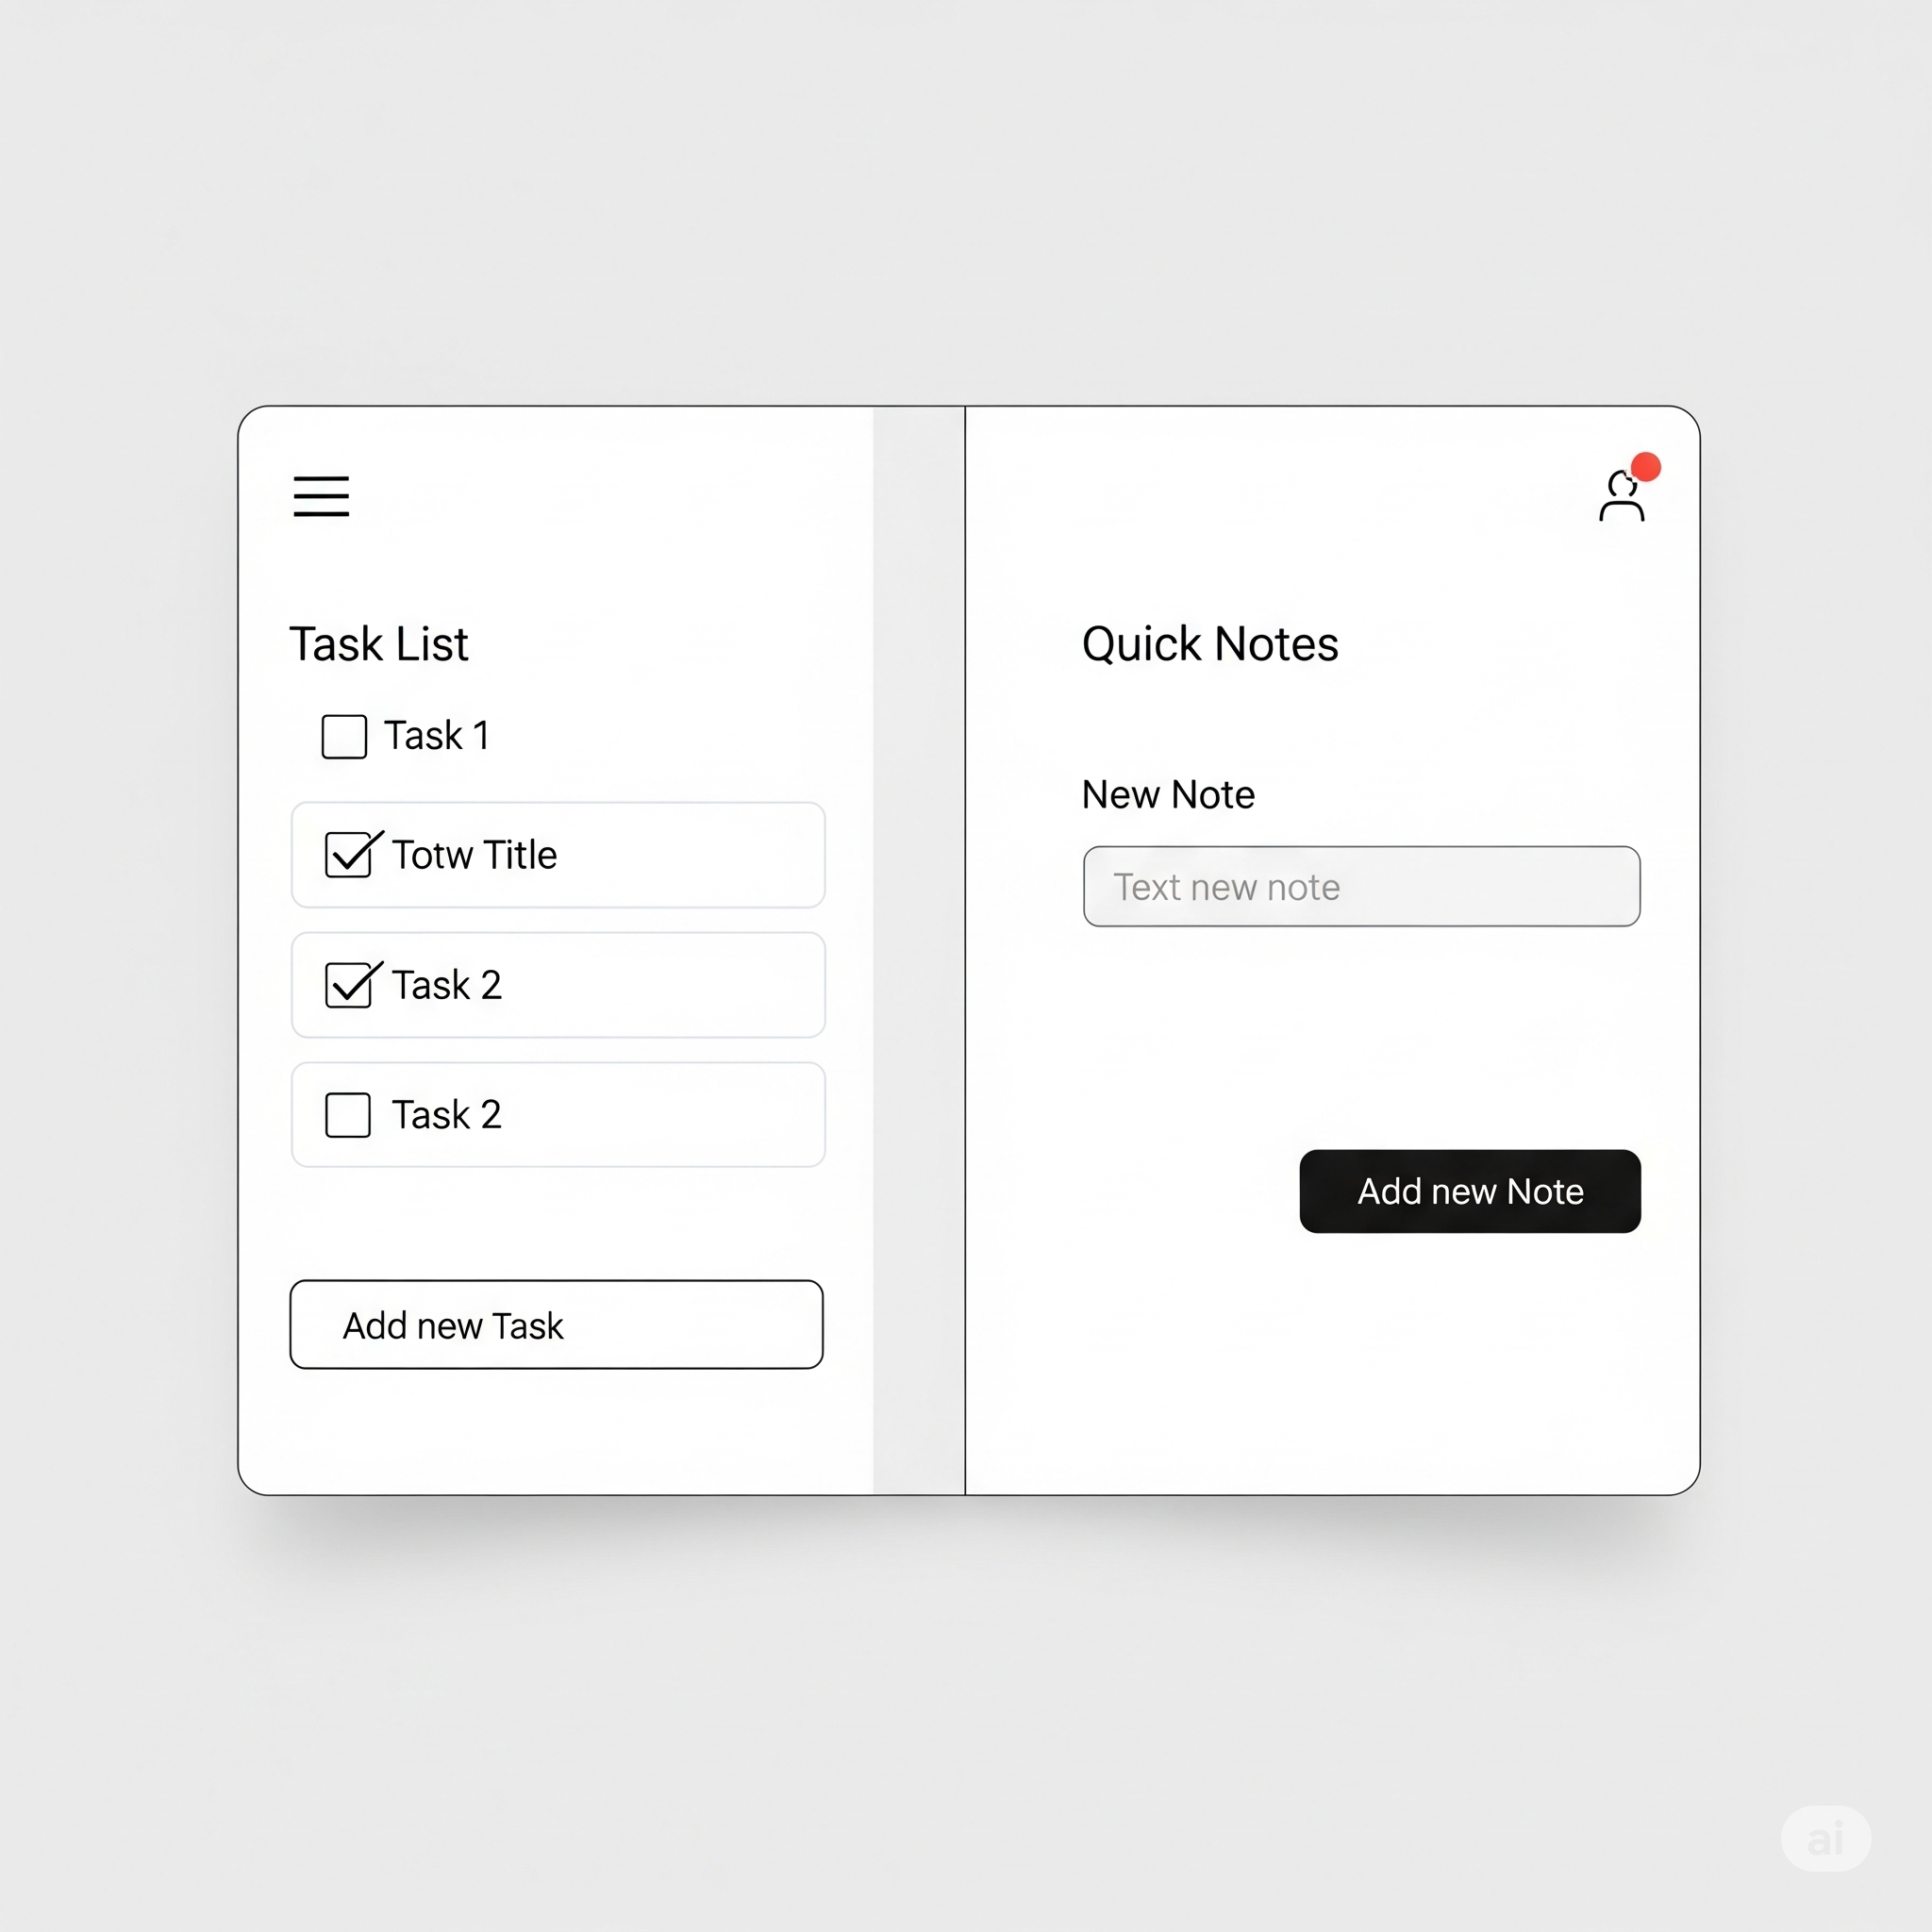 Task List
Task 1
Totw Title
Task 2
Task 2
Add new Task
Quick Notes
New Note
Text new note
Add new Note
ai